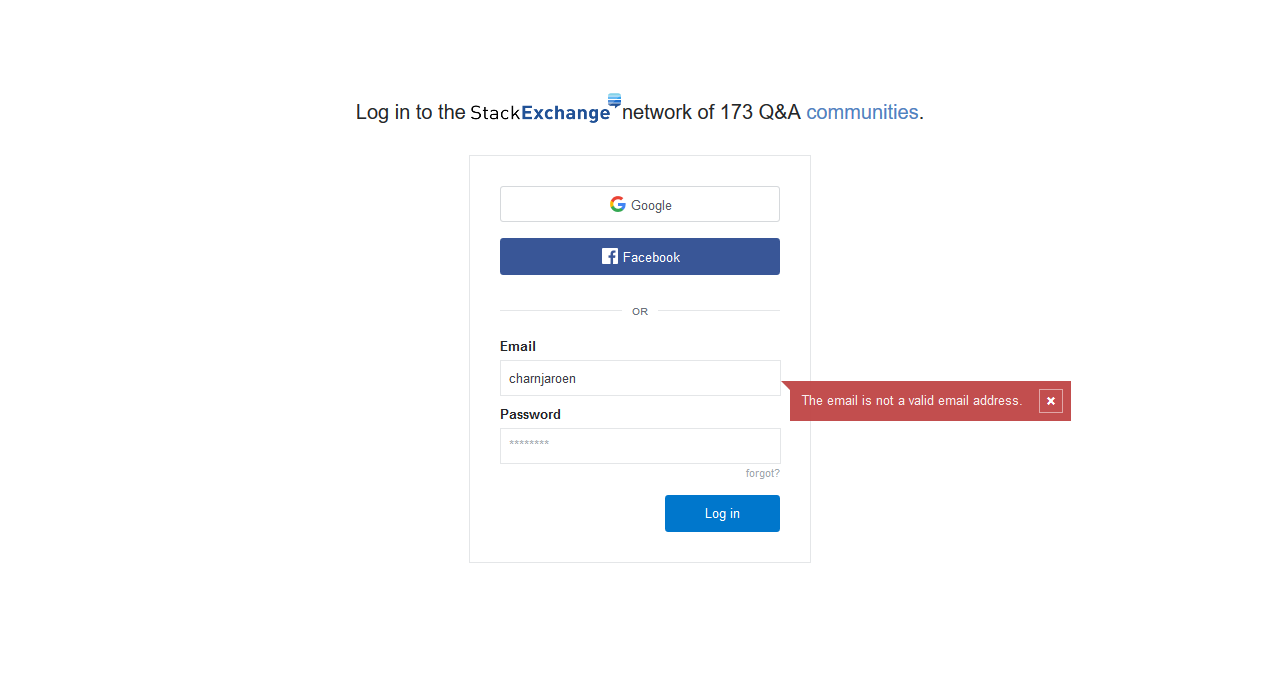 Log in to the StackExchange network of 173 Q&A communities.
Google
Facebook
OR
Email
charnjaroen
The email is not a valid email address.
Password
********
forgot?
Log in